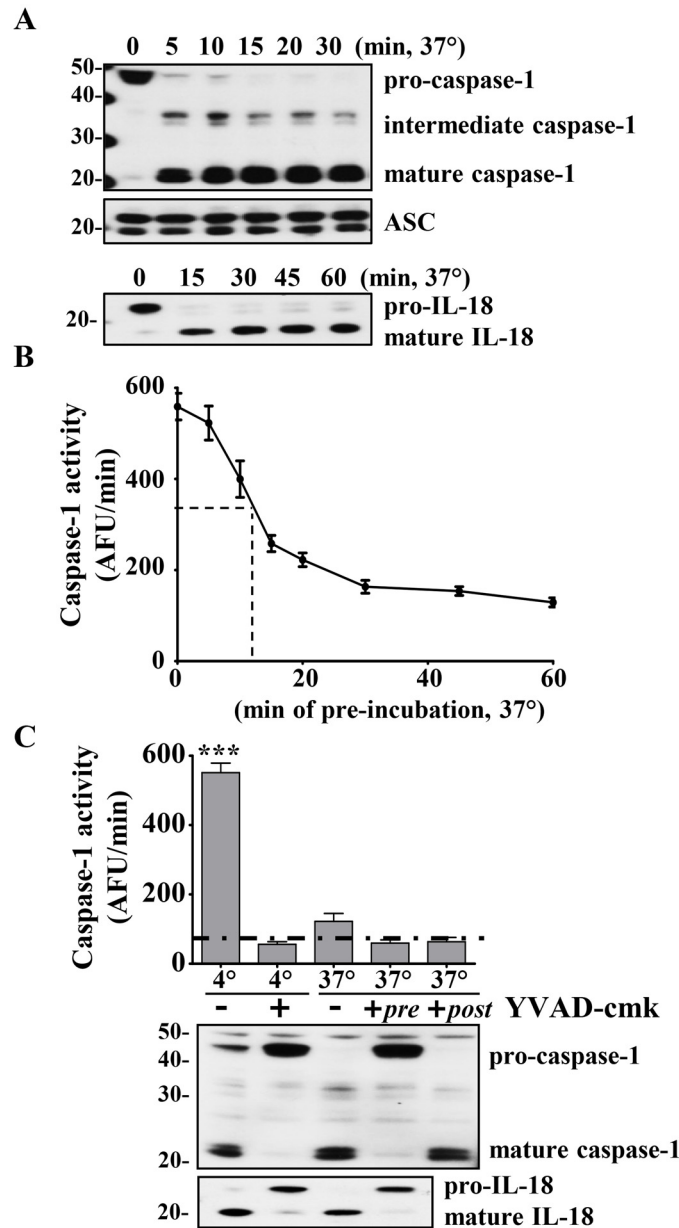 A
0 5 10 15 20 30 (min, 37°)
50-
pro-caspase-1
40-
intermediate caspase-1
30-
mature caspase-1
20-
20- ASC
0 15 30 45 60 (min, 37°)
pro-IL-18
20-
mature IL-18
B
Caspase-1 activity
(AFU/min)
600
400
200
0
0 20 40 60
(min of pre-incubation, 37°)
C
Caspase-1 activity
(AFU/min)
600
***
400
200
0
4° 4° 37° 37° 37°
- + - +pre +post YVAD-cmk
50-
pro-caspase-1
40-
30-
mature caspase-1
20-
pro-IL-18
20- mature IL-18